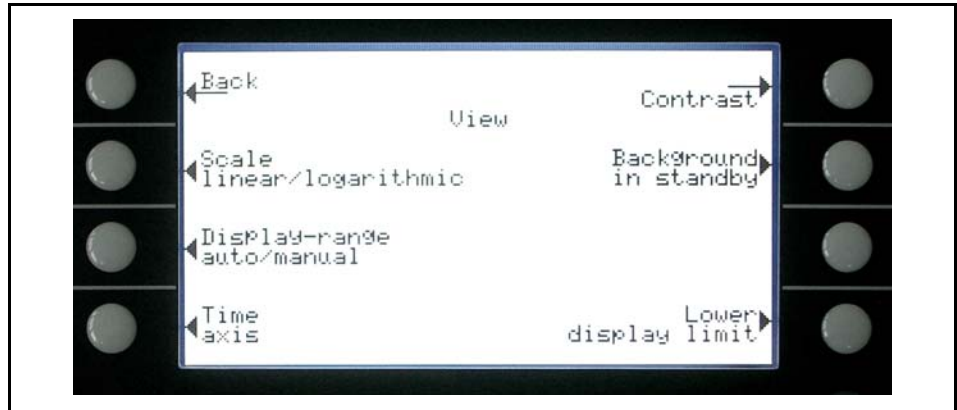 Back
Contrast
View
Scale
linear/logarithmic
Background
in standby
Display-range
auto/manual
Time
axis
Lower
display limit